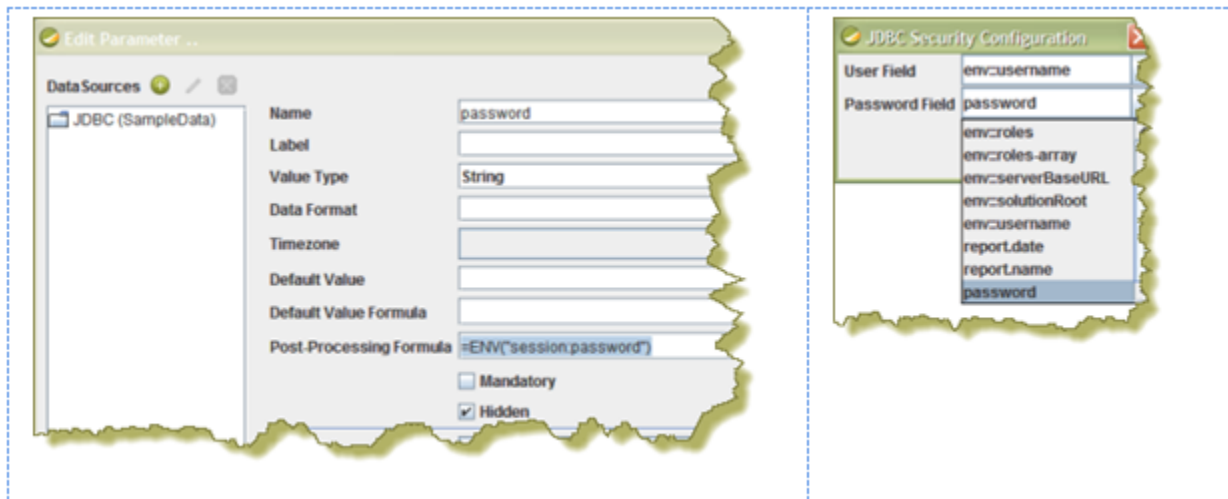 Edit Parameter ..
DataSources
JDBC (SampleData)
Name password
Label
Value Type String
Data Format
Timezone
Default Value
Default Value Formula
Post-Processing Formula =ENV("session:password")
Mandatory
Hidden
JDBC Security Configuration
User Field env::username
Password Field password
env::roles
env::roles-array
env::serverBaseURL
env::solutionRoot
env::username
report.date
report.name
password